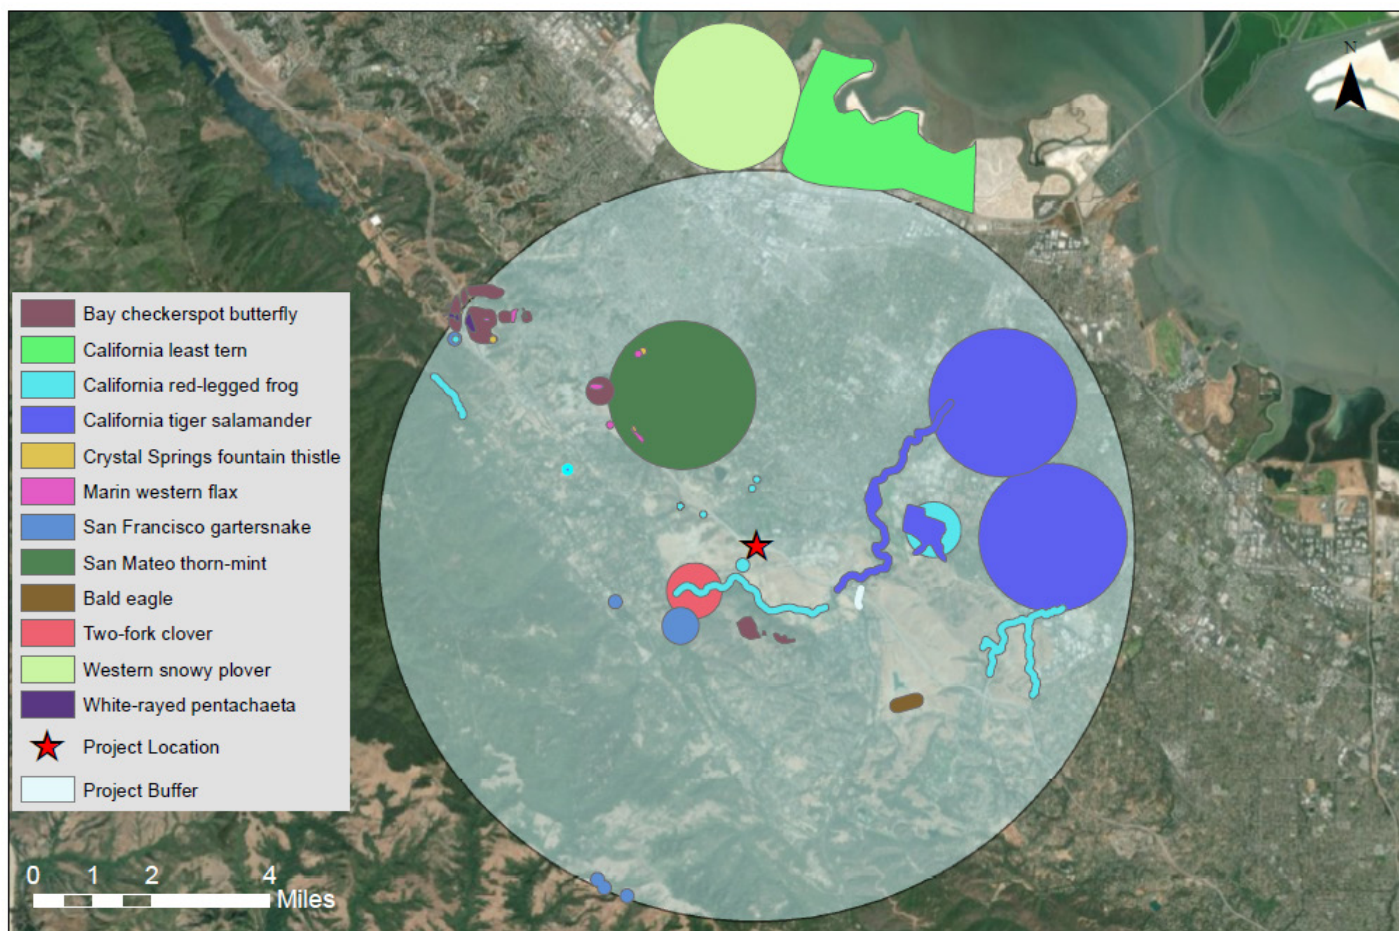 N
Bay checkerspot butterfly
California least tern
California red-legged frog
California tiger salamander
Crystal Springs fountain thistle
Marin western flax
San Francisco gartersnake
San Mateo thorn-mint
Bald eagle
Two-fork clover
Western snowy plover
White-rayed pentachaeta
Project Location
Project Buffer
0 1 2 4
Miles